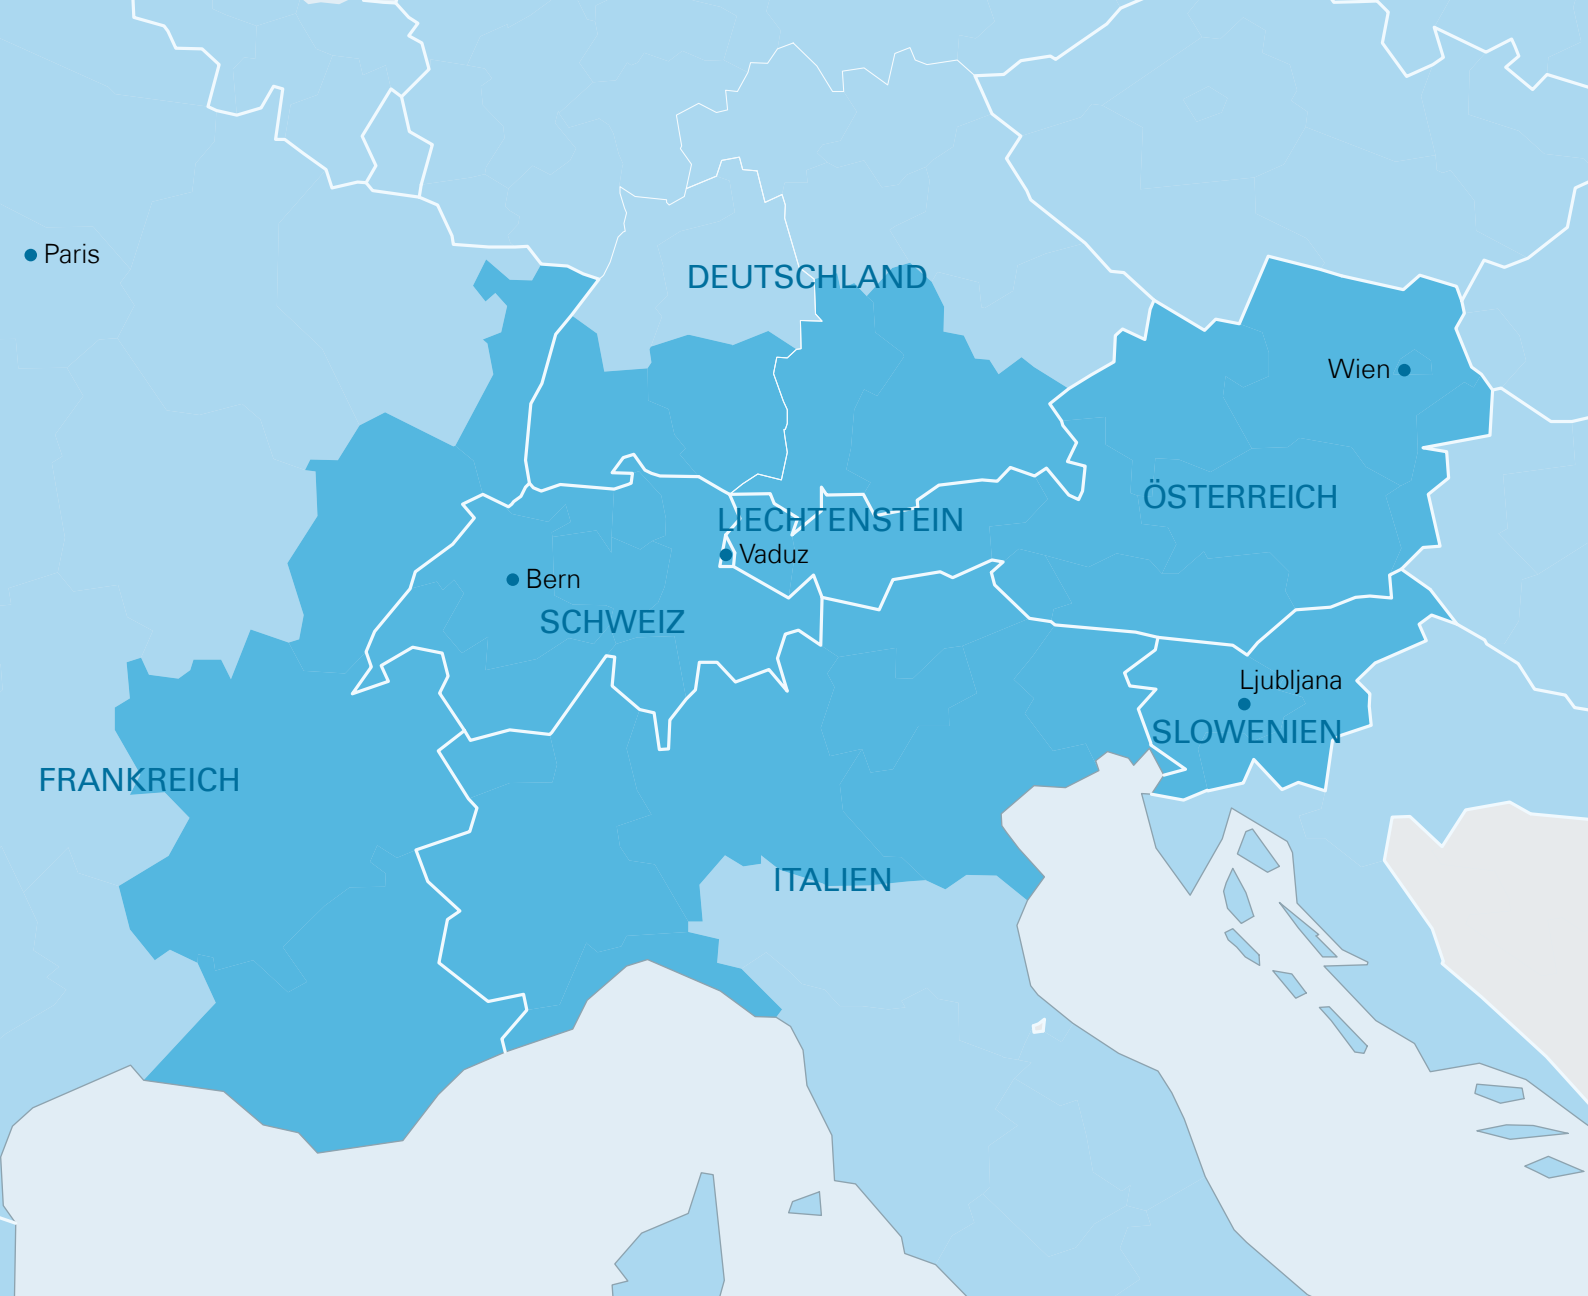 Paris
DEUTSCHLAND
Wien
ÖSTERREICH
LIECHTENSTEIN
Vaduz
Bern
SCHWEIZ
Ljubljana
SLOWENIEN
FRANKREICH
ITALIEN